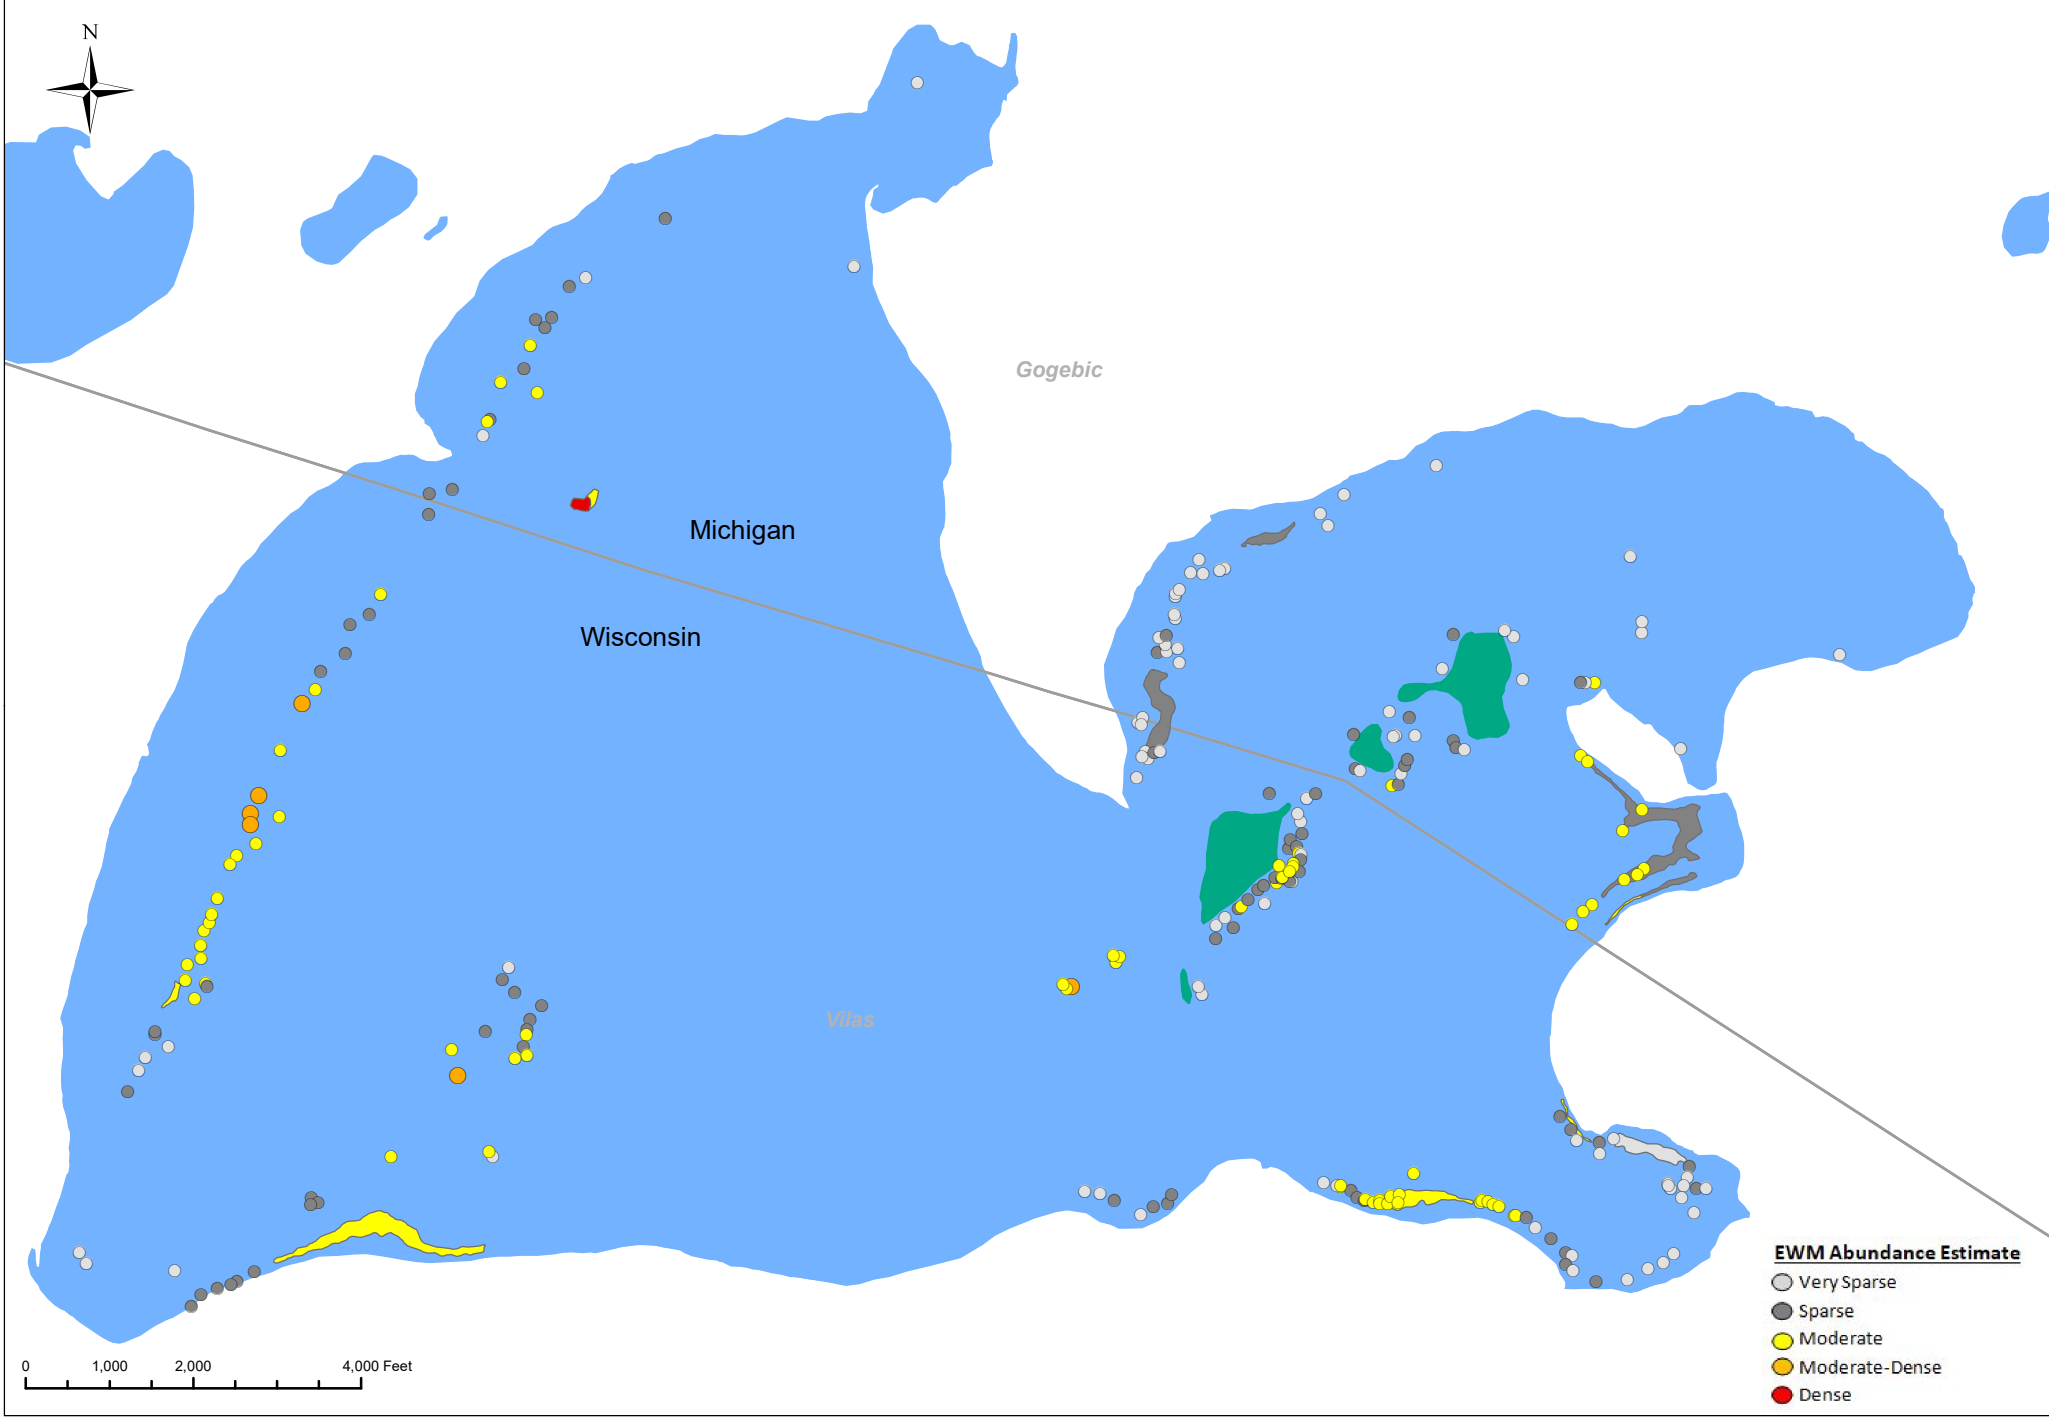 N
Gogebic
Michigan
Wisconsin
Vilas
EWM Abundance Estimate
Very Sparse
Sparse
Moderate
Moderate-Dense
Dense
0 1,000 2,000 4,000 Feet